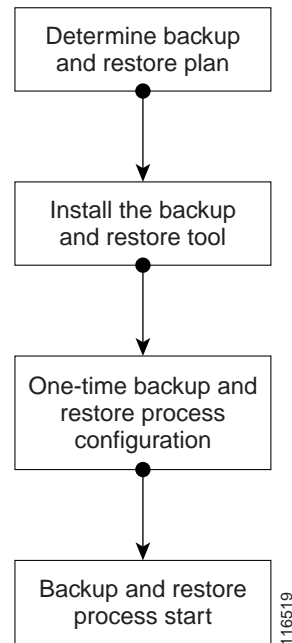 Determine backup
and restore plan
Install the backup
and restore tool
One-time backup and
restore process
configuration
Backup and restore
process start
116519